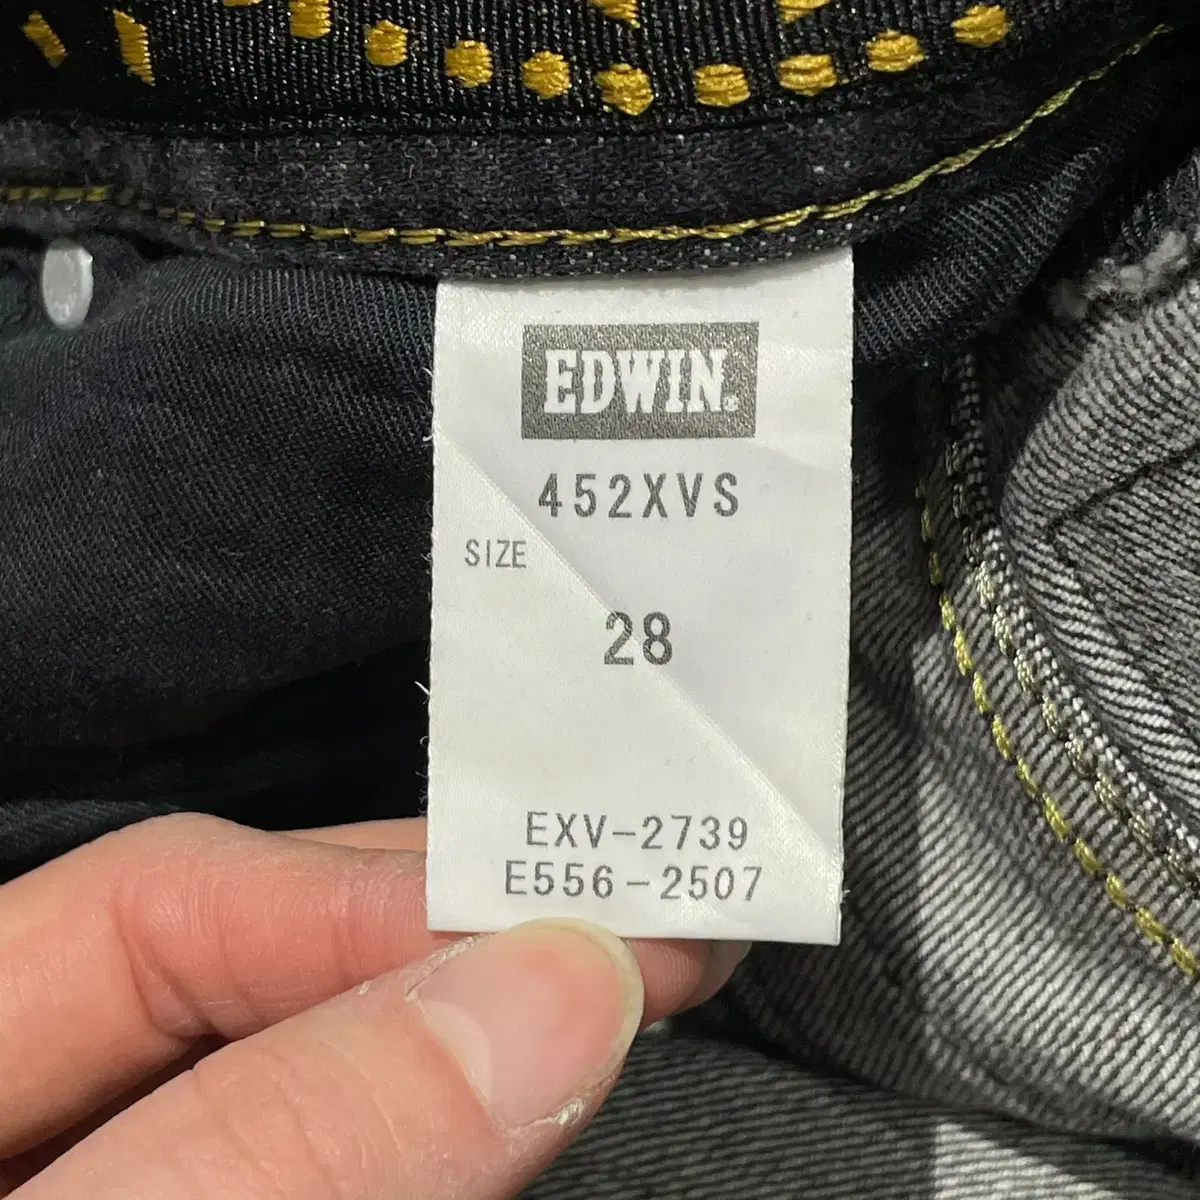 EDWIN.
452XVS
SIZE
28
EXV-2739
E556-2507